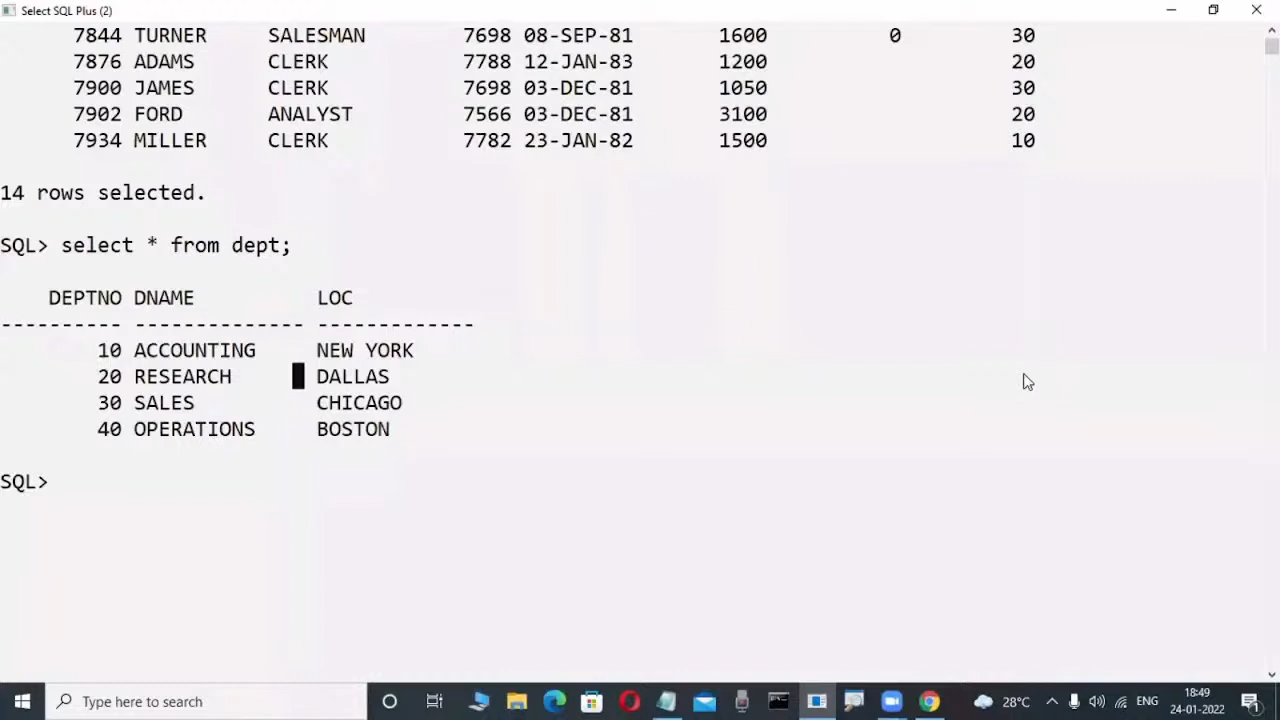 Select SQL Plus (2)
7844 TURNER SALESMAN 7698 08-SEP-81 1600 0 30
7876 ADAMS CLERK 7788 12-JAN-83 1200 20
7900 JAMES CLERK 7698 03-DEC-81 1050 30
7902 FORD ANALYST 7566 03-DEC-81 3100 20
7934 MILLER CLERK 7782 23-JAN-82 1500 10
14 rows selected.
SQL> select * from dept;
DEPTNO DNAME LOC
---------- -------------- -------------
10 ACCOUNTING NEW YORK
20 RESEARCH DALLAS
30 SALES CHICAGO
40 OPERATIONS BOSTON
SQL>
Type here to search
28°C ENG 18:49
24-01-2022 1